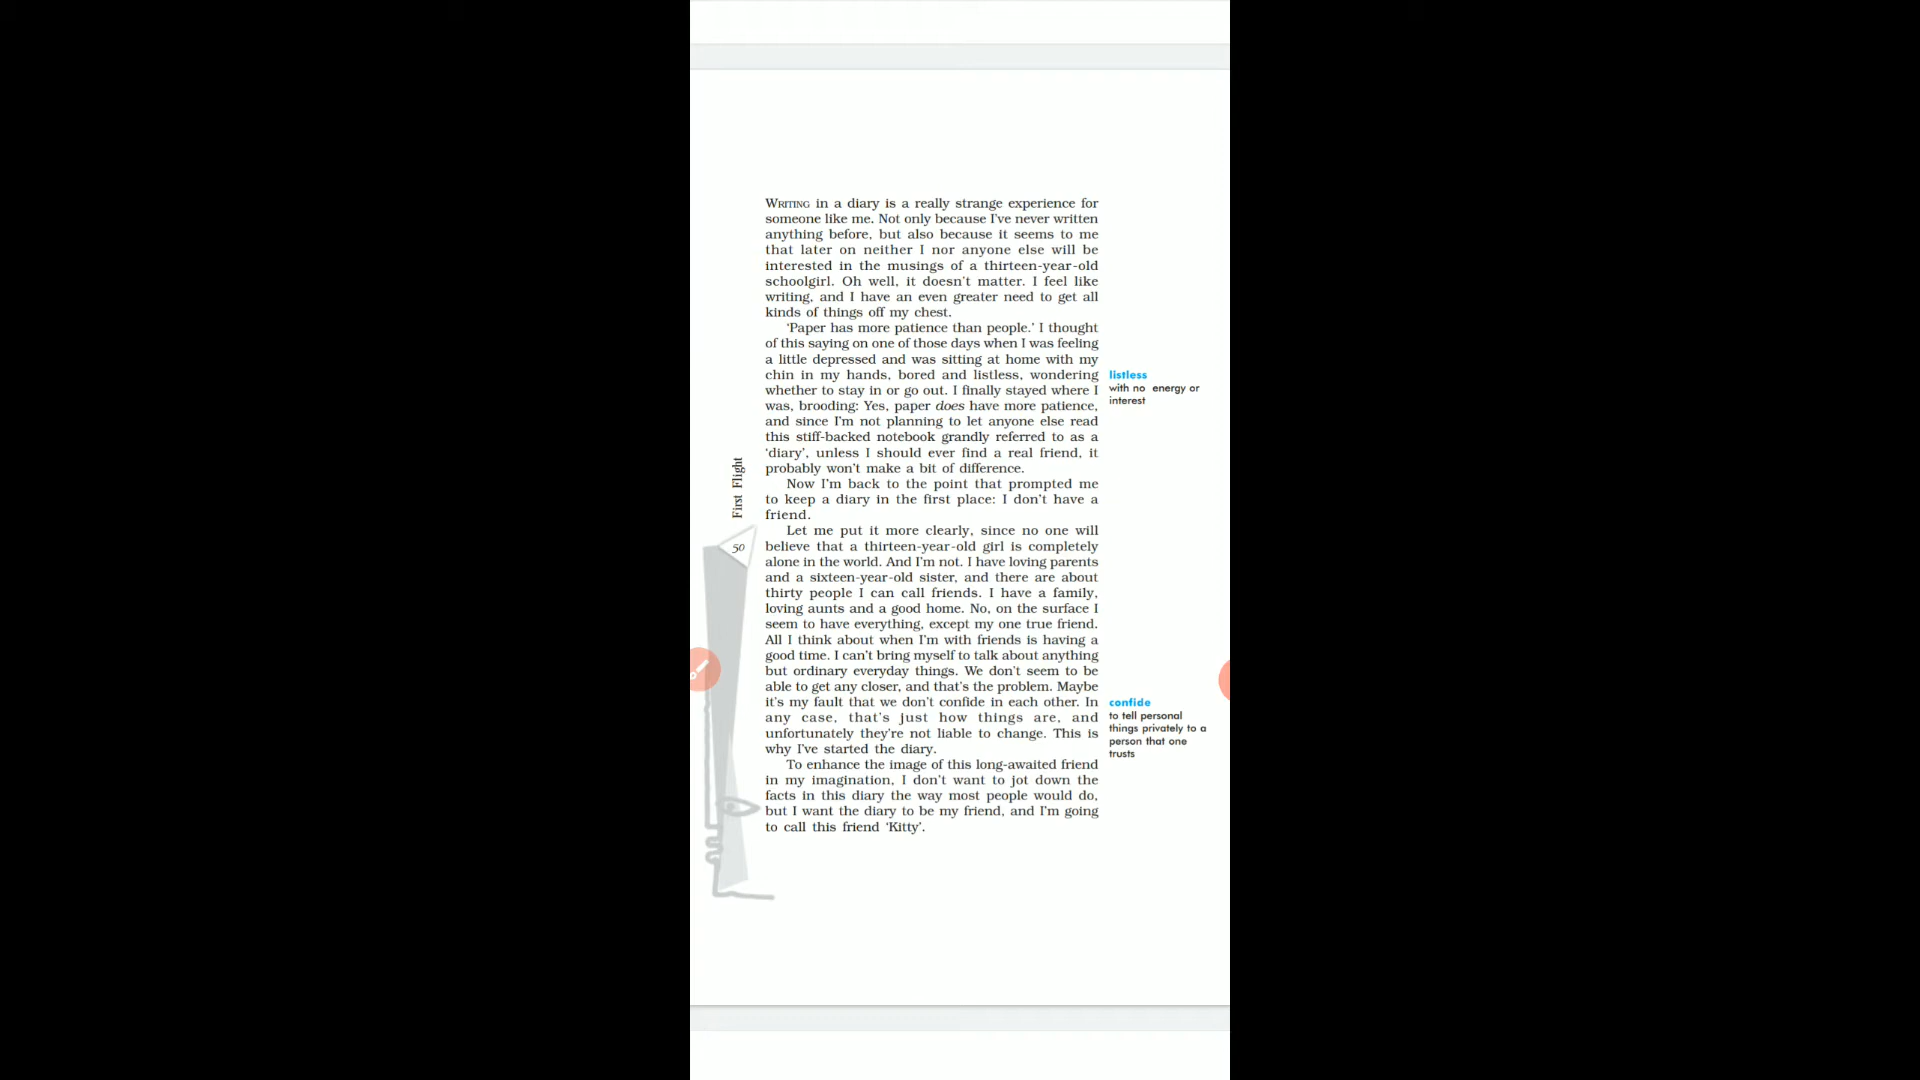 WRITING in a diary is a really strange experience for
someone like me. Not only because I've never written
anything before, but also because it seems to me
that later on neither I nor anyone else will be
interested in the musings of a thirteen-year-old
schoolgirl. Oh well, it doesn't matter. I feel like
writing, and I have an even greater need to get all
kinds of things off my chest.
‘Paper has more patience than people.’ I thought
of this saying on one of those days when I was feeling
a little depressed and was sitting at home with my
chin in my hands, bored and listless, wondering
whether to stay in or go out. I finally stayed where I
was, brooding: Yes, paper does have more patience,
and since I'm not planning to let anyone else read
this stiff-backed notebook grandly referred to as a
‘diary’, unless I should ever find a real friend, it
probably won't make a bit of difference.
Now I'm back to the point that prompted me
to keep a diary in the first place: I don't have a
friend.
Let me put it more clearly, since no one will
believe that a thirteen-year-old girl is completely
alone in the world. And I'm not. I have loving parents
and a sixteen-year-old sister, and there are about
thirty people I can call friends. I have a family,
loving aunts and a good home. No, on the surface I
seem to have everything, except my one true friend.
All I think about when I'm with friends is having a
good time. I can't bring myself to talk about anything
but ordinary everyday things. We don't seem to be
able to get any closer, and that's the problem. Maybe
it's my fault that we don't confide in each other. In
any case, that's just how things are, and
unfortunately they're not liable to change. This is
why I've started the diary.
To enhance the image of this long-awaited friend
in my imagination, I don't want to jot down the
facts in this diary the way most people would do,
but I want the diary to be my friend, and I'm going
to call this friend ‘Kitty’.
listless
with no energy or
interest
confide
to tell personal
things privately to a
person that one
trusts
First Flight
50